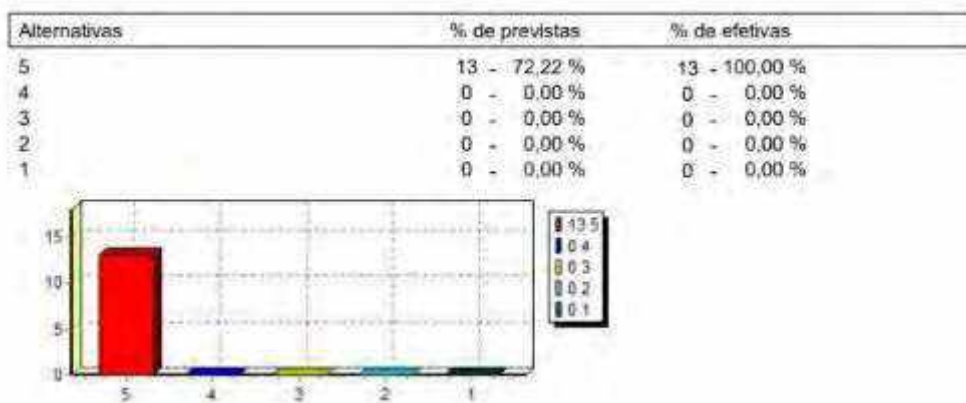 Alternativas % de previstas % de efetivas
5 13 - 72,22 % 13 - 100,00 %
4 0 - 0,00 % 0 - 0,00 %
3 0 - 0,00 % 0 - 0,00 %
2 0 - 0,00 % 0 - 0,00 %
1 0 - 0,00 % 0 - 0,00 %
15
10
5
0
5 4 3 2 1
13 5
0 4
0 3
0 2
0 1